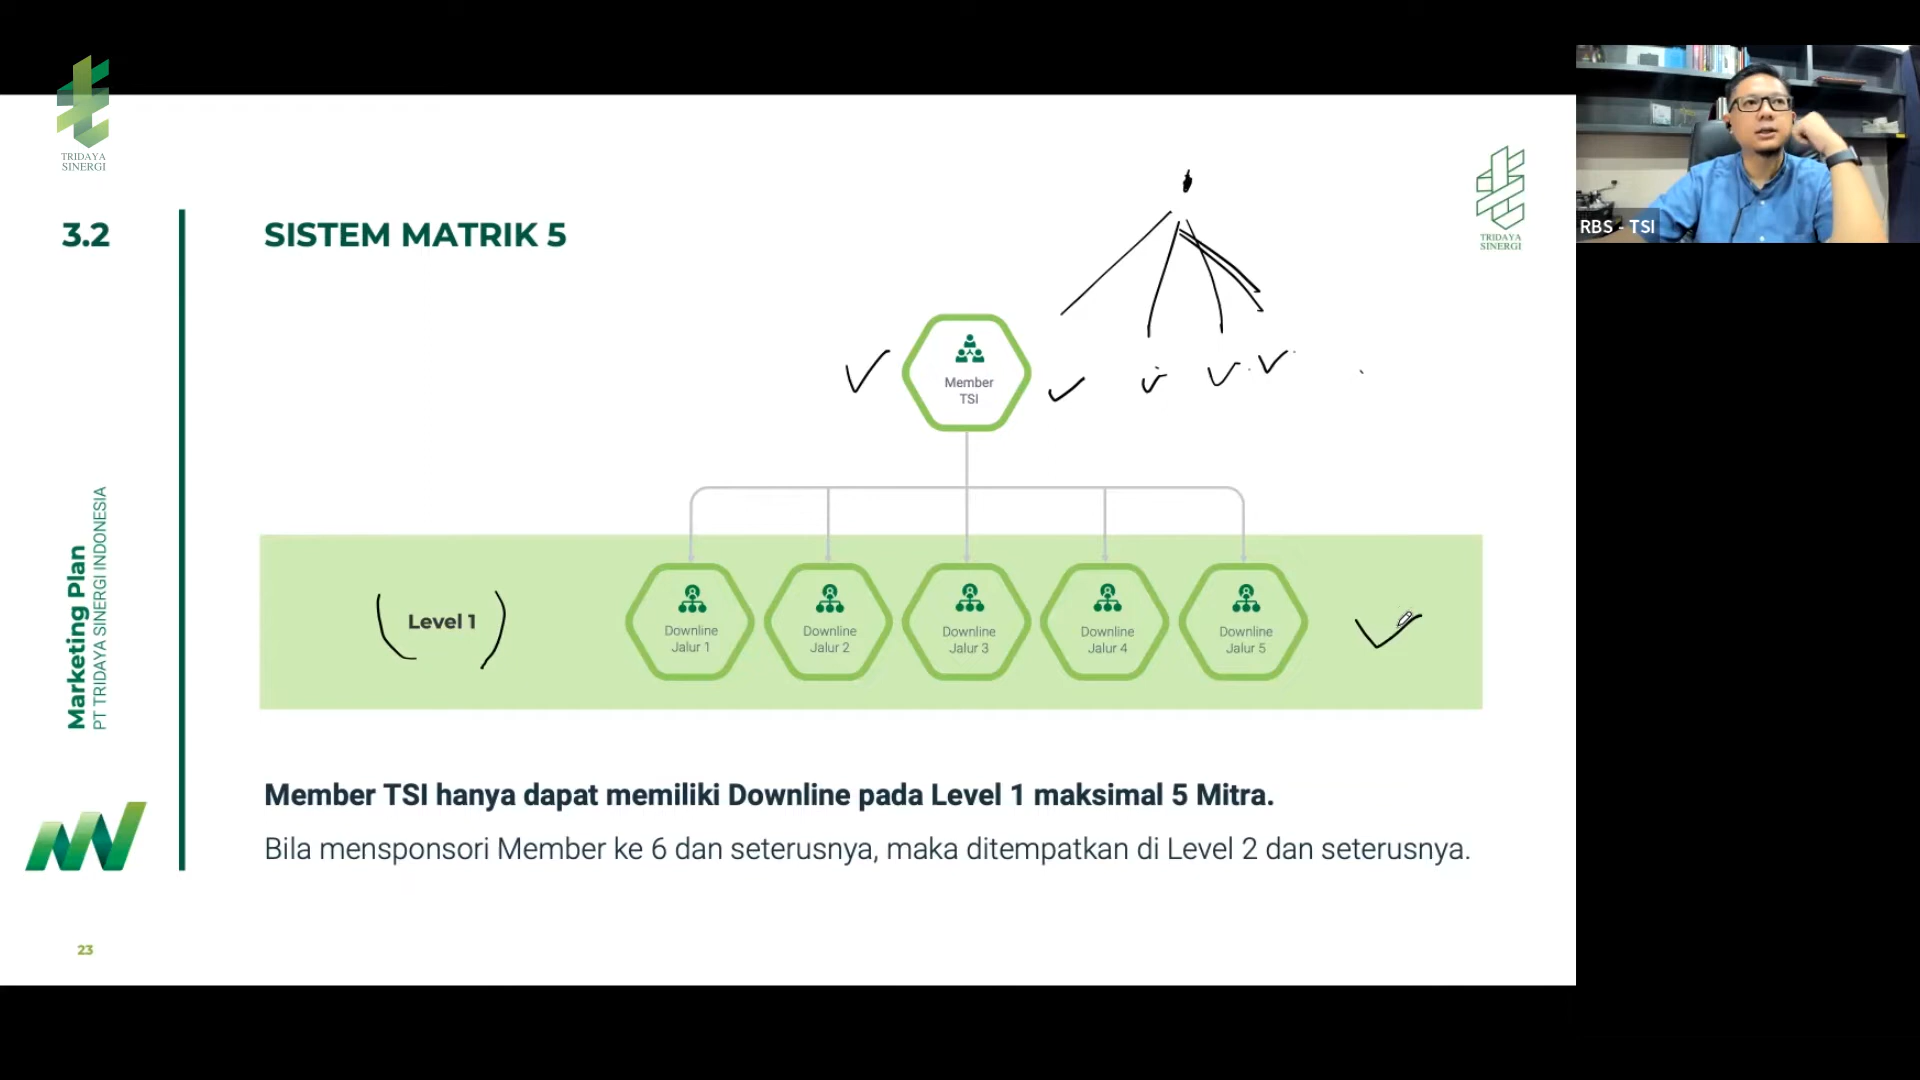 TRIDAYA
SINERGI
3.2
SISTEM MATRIK 5
TRIDAYA
SINERGI
RBS - TSI
Member
TSI
Level 1
Downline
Jalur 1
Downline
Jalur 2
Downline
Jalur 3
Downline
Jalur 4
Downline
Jalur 5
Marketing Plan
PT TRIDAYA SINERGI INDONESIA
Member TSI hanya dapat memiliki Downline pada Level 1 maksimal 5 Mitra.
Bila mensponsori Member ke 6 dan seterusnya, maka ditempatkan di Level 2 dan seterusnya.
23